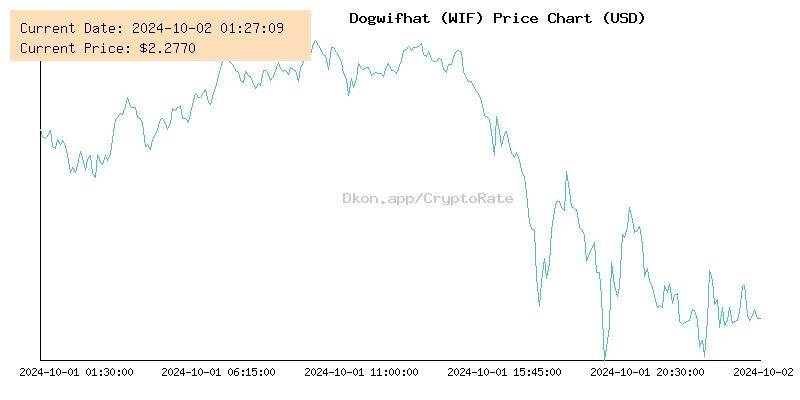 Dogwifhat (WIF) Price Chart (USD)
Current Date: 2024-10-02 01:27:09
Current Price: $2.2770
Dkon.app/CryptoRate
2024-10-01 01:30:00 2024-10-01 06:15:00 2024-10-01 11:00:00 2024-10-01 15:45:00 2024-10-01 20:30:00 2024-10-02